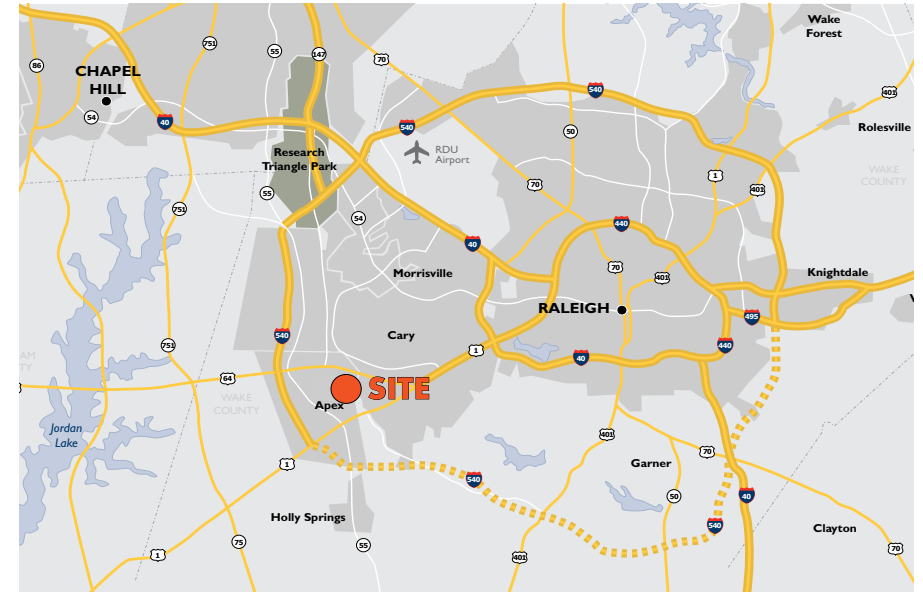 Wake
Forest
751
55
147
70
86
CHAPEL
HILL
54
40
540
540
401
50
Rolesville
RDU
Airport
Research
Triangle Park
WAKE
COUNTY
1
401
70
55
751
54
440
40
Morrisville
70
401
Knightdale
RALEIGH
495
540
Cary
1
751
440
40
64
SITE
WAKE
COUNTY
Apex
Jordan
Lake
401
70
Garner
1
540
40
50
Holly Springs
540
Clayton
75
55
1
401
70